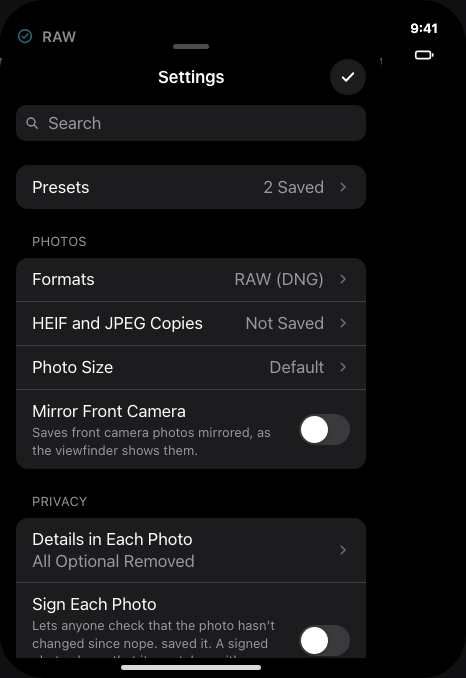 RAW
9:41
Settings
Search
Presets
2 Saved
PHOTOS
Formats
RAW (DNG)
HEIF and JPEG Copies
Not Saved
Photo Size
Default
Mirror Front Camera
Saves front camera photos mirrored, as
the viewfinder shows them.
PRIVACY
Details in Each Photo
All Optional Removed
Sign Each Photo
Lets anyone check that the photo hasn’t
changed since nope. saved it. A signed